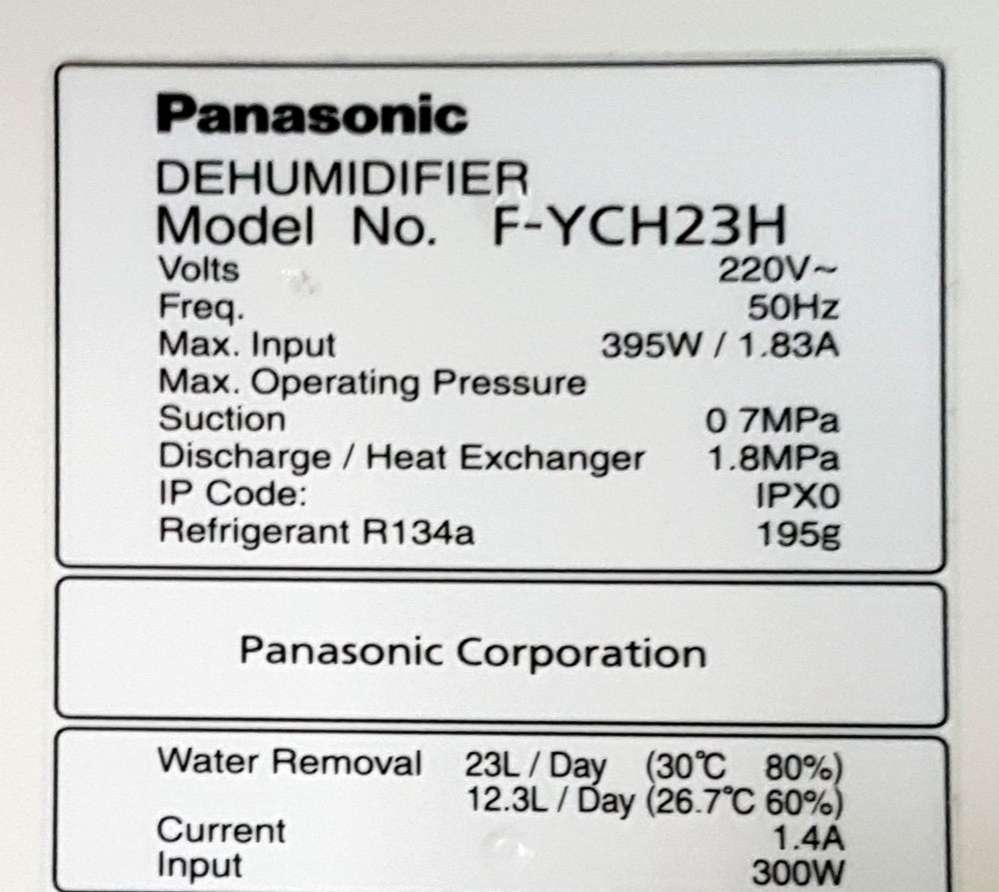 Panasonic
DEHUMIDIFIER
Model No. F-YCH23H
Volts 220V~
Freq. 50Hz
Max. Input 395W / 1.83A
Max. Operating Pressure
Suction 0 7MPa
Discharge / Heat Exchanger 1.8MPa
IP Code: IPX0
Refrigerant R134a 195g
Panasonic Corporation
Water Removal 23L / Day (30℃ 80%)
12.3L / Day (26.7℃ 60%)
Current 1.4A
Input 300W